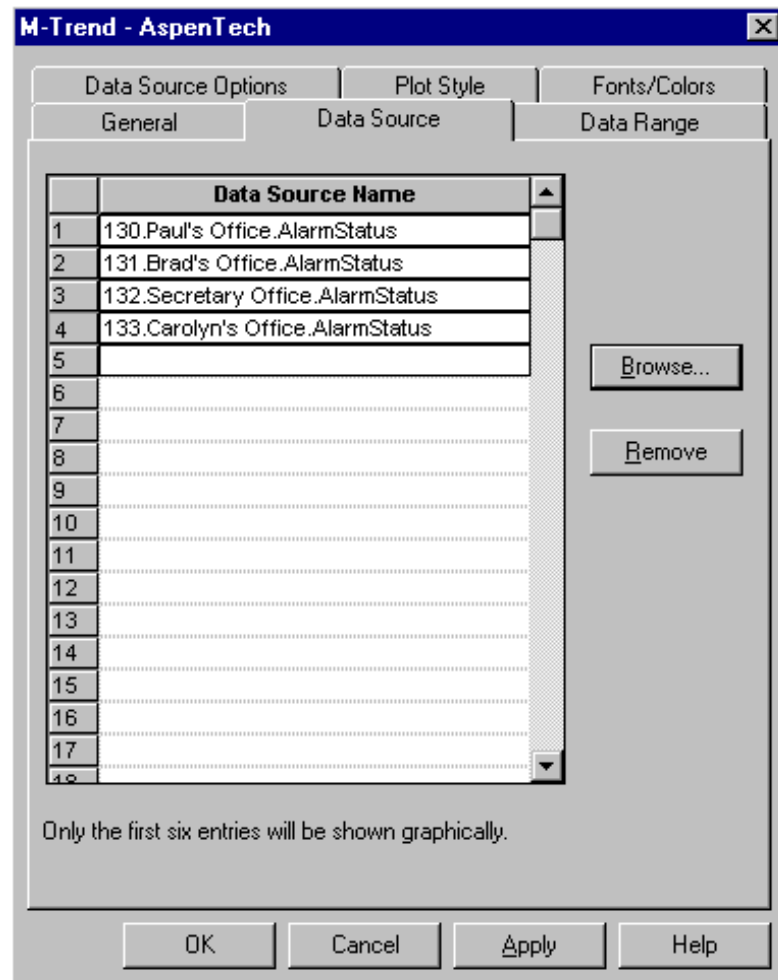 M-Trend - AspenTech
Data Source Options Plot Style Fonts/Colors
General Data Source Data Range
Data Source Name
1 130.Paul's Office.AlarmStatus
2 131.Brad's Office.AlarmStatus
3 132.Secretary Office.AlarmStatus
4 133.Carolyn's Office.AlarmStatus
5
6
7
8
9
10
11
12
13
14
15
16
17
18
Browse...
Remove
Only the first six entries will be shown graphically.
OK Cancel Apply Help